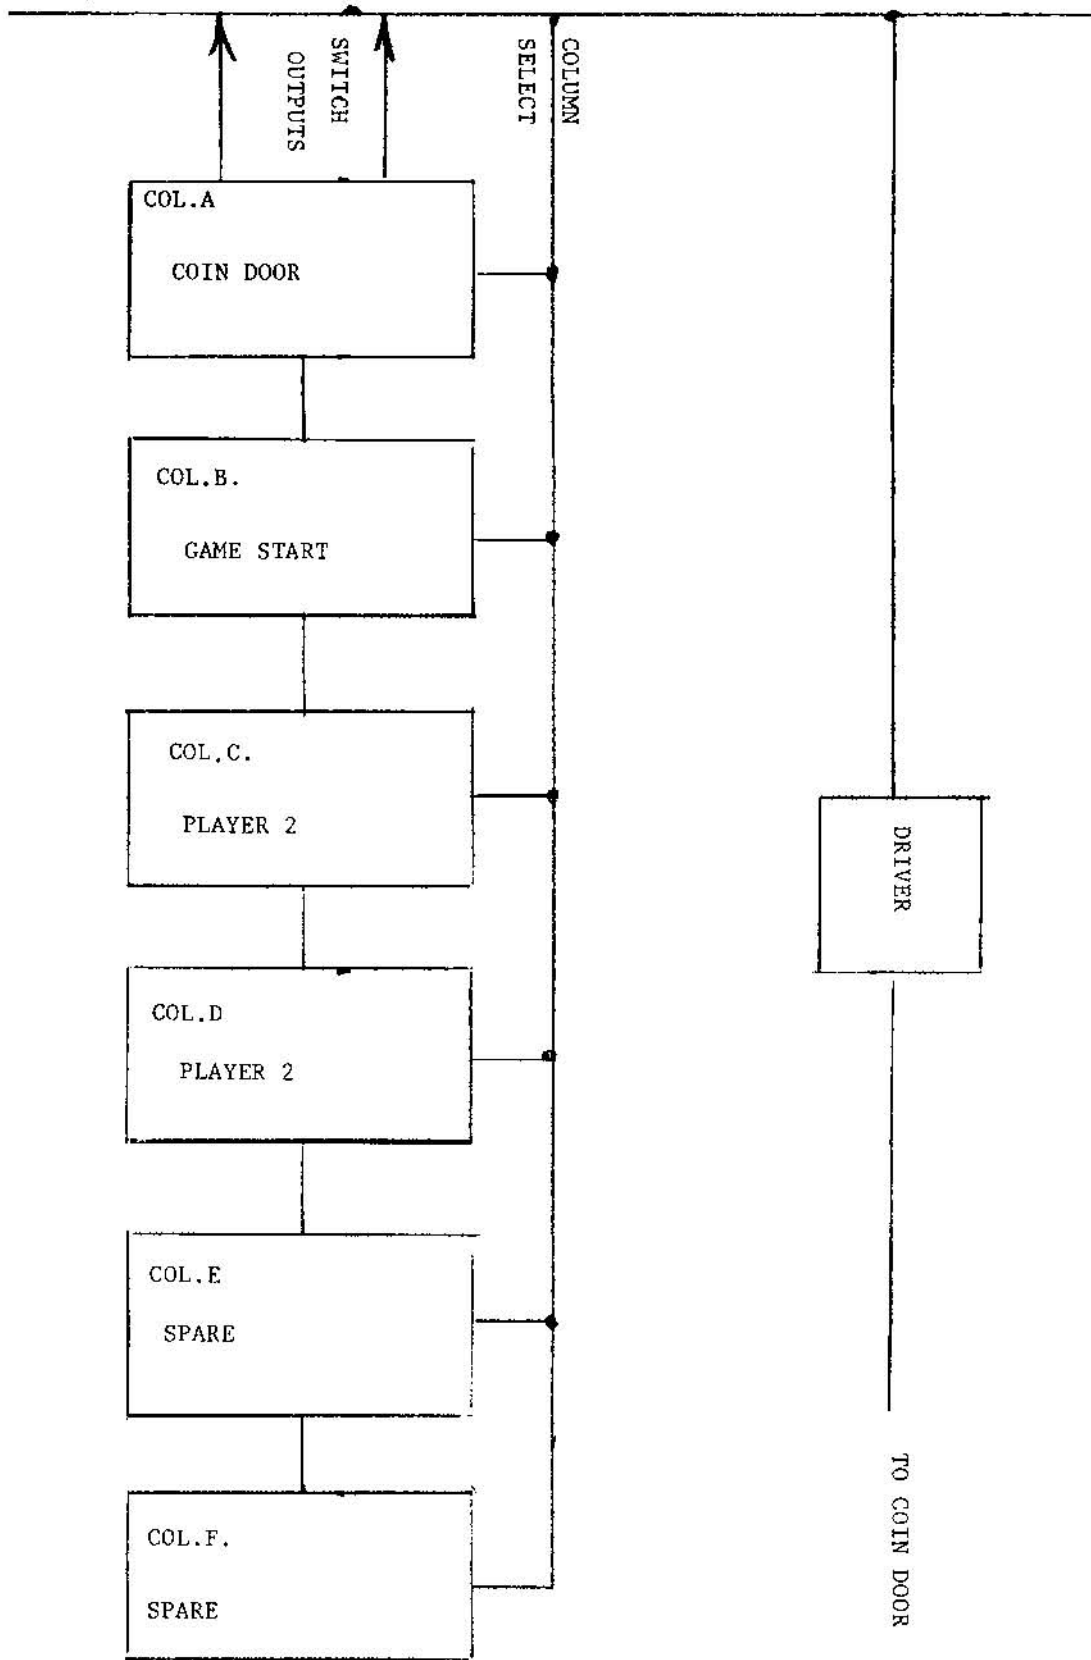 SWITCH
OUTPUTS
COLUMN
SELECT
COL.A
COIN DOOR
COL.B.
GAME START
COL.C.
PLAYER 2
DRIVER
COL.D
PLAYER 2
COL.E
SPARE
COL.F.
SPARE
TO COIN DOOR